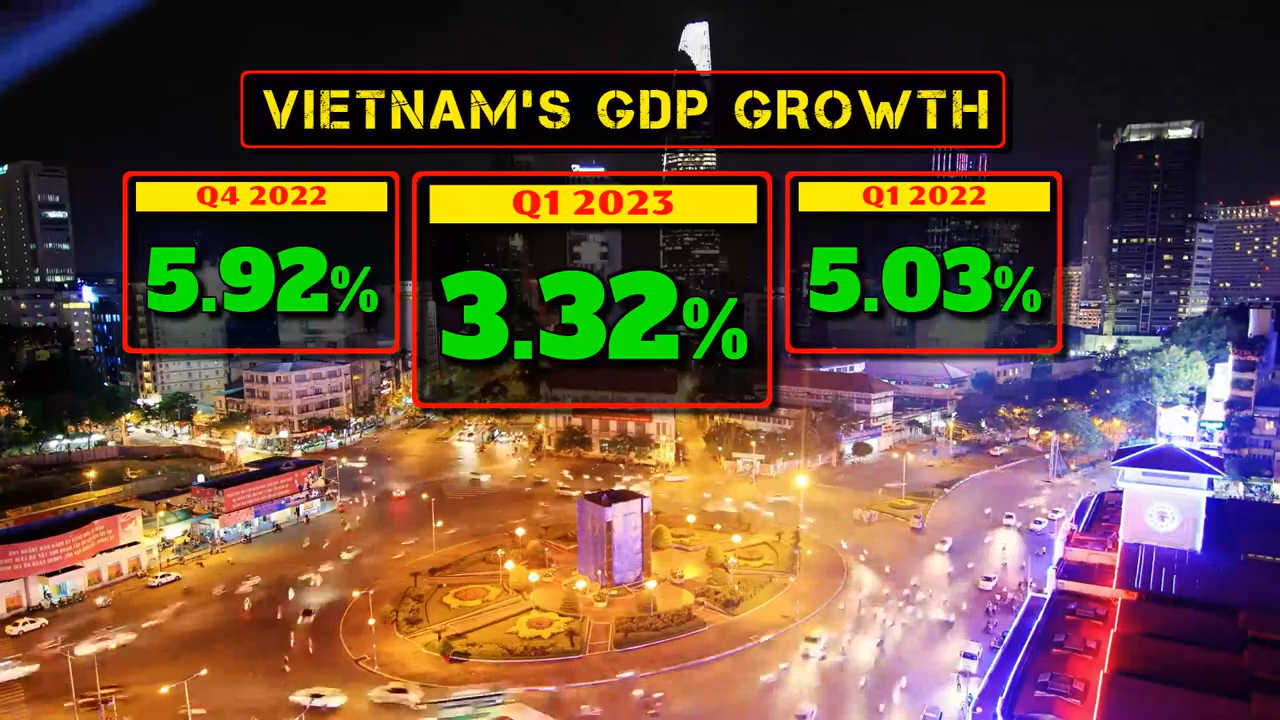 VIETNAM'S GDP GROWTH
Q4 2022
5.92%
Q1 2023
3.32%
Q1 2022
5.03%